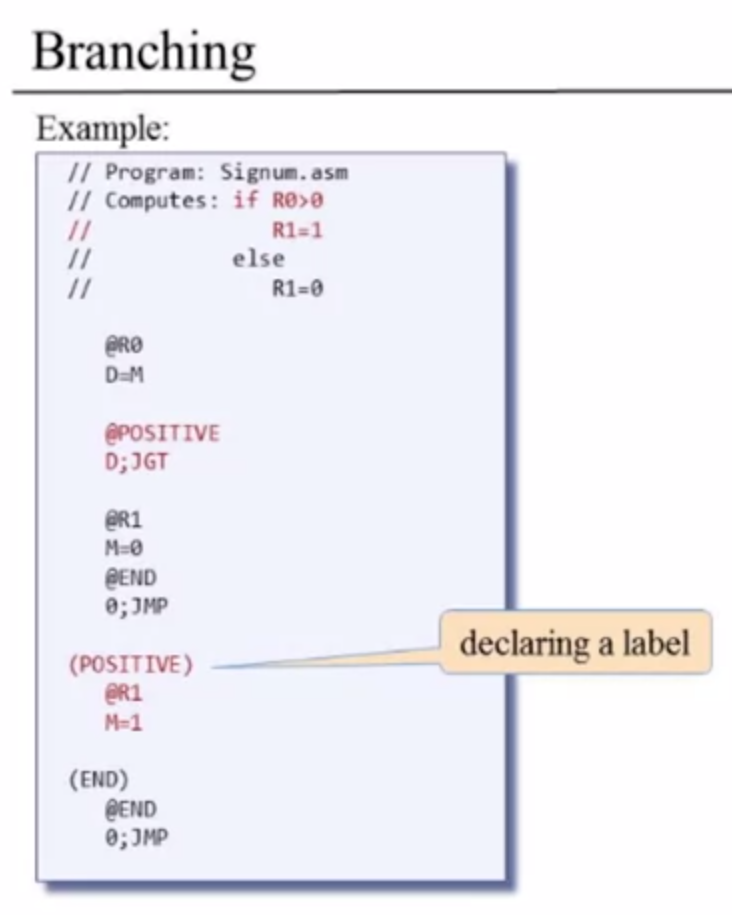 Branching
Example:
// Program: Signum.asm
// Computes: if R0>0
//              R1=1
//           else
//              R1=0
@R0
D=M
@POSITIVE
D;JGT
@R1
M=0
@END
0;JMP
(POSITIVE)
declaring a label
@R1
M=1
(END)
@END
0;JMP